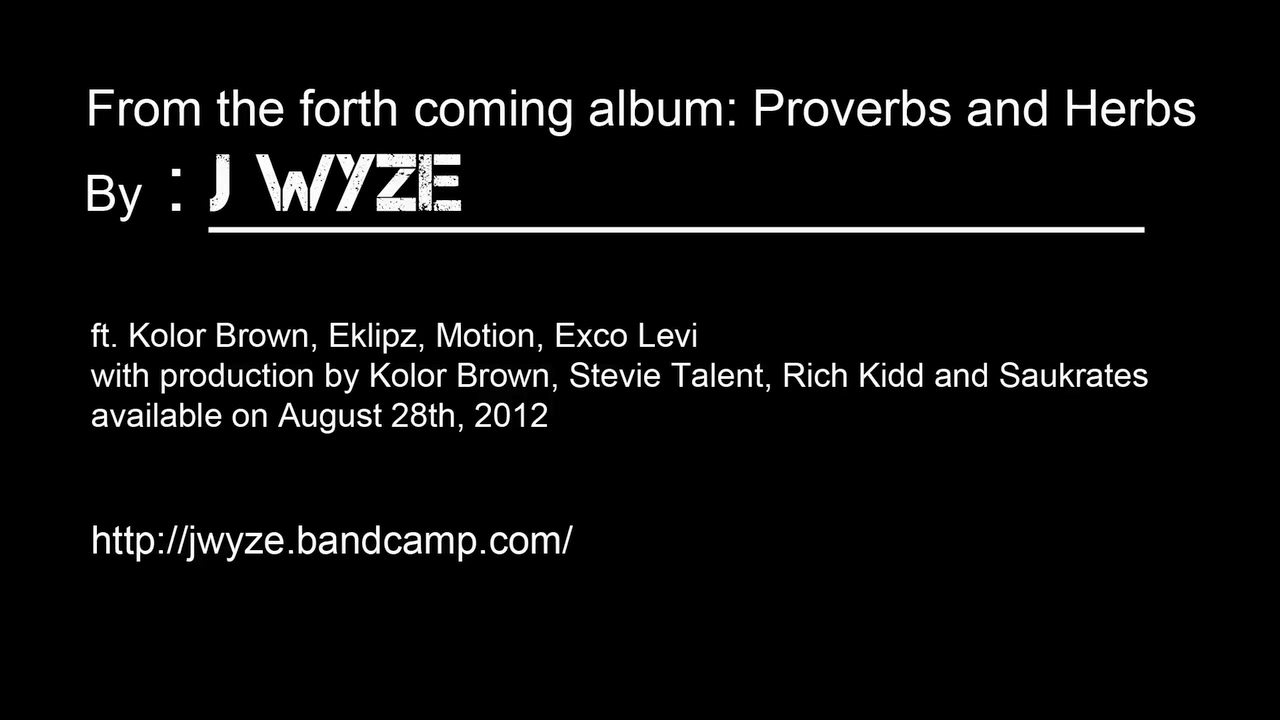 From the forth coming album: Proverbs and Herbs
By : J WYZE
ft. Kolor Brown, Eklipz, Motion, Exco Levi
with production by Kolor Brown, Stevie Talent, Rich Kidd and Saukrates
available on August 28th, 2012
http://jwyze.bandcamp.com/